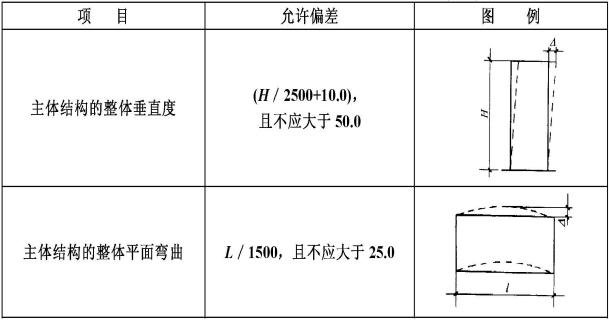 项 目
允许偏差
图 例
主体结构的整体垂直度
(H / 2500+10.0),
且不应大于 50.0
Δ
H
主体结构的整体平面弯曲
L / 1500, 且不应大于 25.0
Δ
l